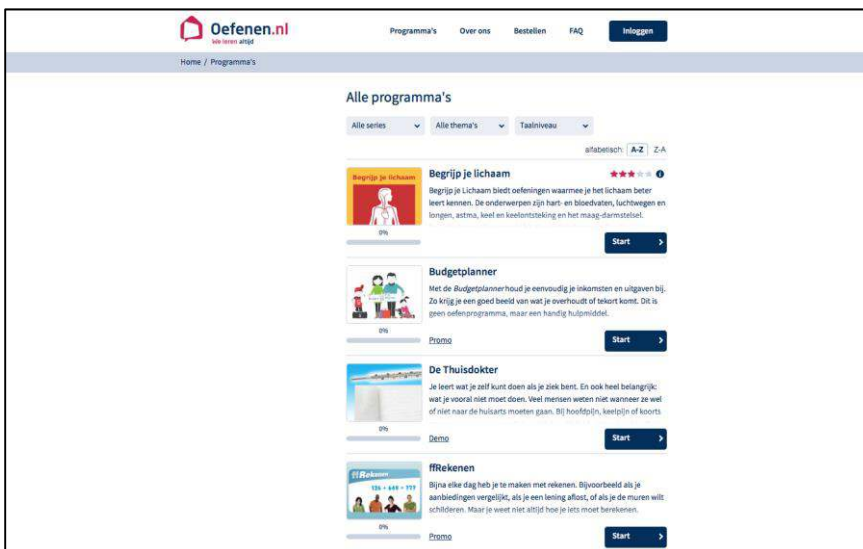 Oefenen.nl
We leren altijd
Programma's Over ons Bestellen FAQ Inloggen
Home / Programma's
Alle programma's
Alle series Alle thema's Taalniveau
alfabetisch: A-Z Z-A
Begrijp je lichaam
Begrijp je lichaam
Begrijp je Lichaam biedt oefeningen waarmee je het lichaam beter
leert kennen. De onderwerpen zijn hart- en bloedvaten, luchtwegen en
longen, astma, keel en keelontsteking en het maag-darmstelsel.
0%
Start
Budgetplanner
Met de Budgetplanner houd je eenvoudig je inkomsten en uitgaven bij.
Zo krijg je een goed beeld van wat je overhoudt of tekort komt. Dit is
geen oefenprogramma, maar een handig hulpmiddel.
0%
Promo Start
De Thuisdokter
Je leert wat je zelf kunt doen als je ziek bent. En ook heel belangrijk:
wat je vooral niet moet doen. Veel mensen weten niet wanneer ze wel
of niet naar de huisarts moeten gaan. Bij hoofdpijn, keelpijn of koorts
0%
Demo Start
ffRekenen
ffRekenen
Bijna elke dag heb je te maken met rekenen. Bijvoorbeeld als je
aanbiedingen vergelijkt, als je een lening aflost, of als je de muren wilt
schilderen. Maar je weet niet altijd hoe je iets moet berekenen.
0%
Promo Start